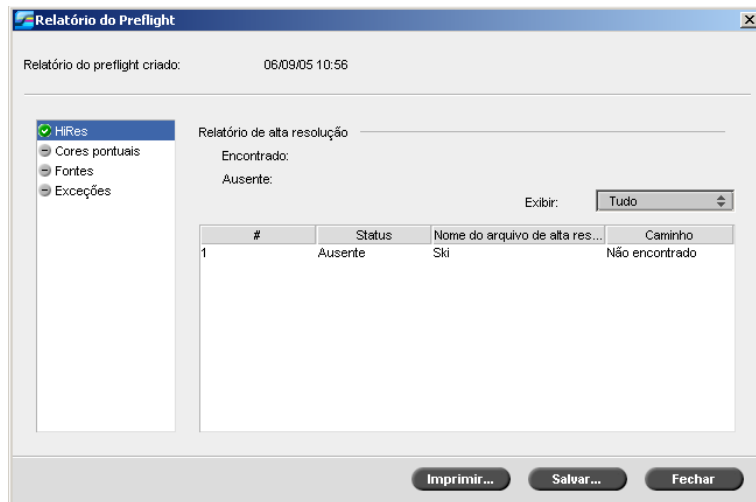 Relatório do Preflight
Relatório do preflight criado: 06/09/05 10:56
HiRes
Cores pontuais
Fontes
Exceções
Relatório de alta resolução
Encontrado:
Ausente:
Exibir: Tudo
# Status Nome do arquivo de alta res... Caminho
1 Ausente Ski Não encontrado
Imprimir... Salvar... Fechar